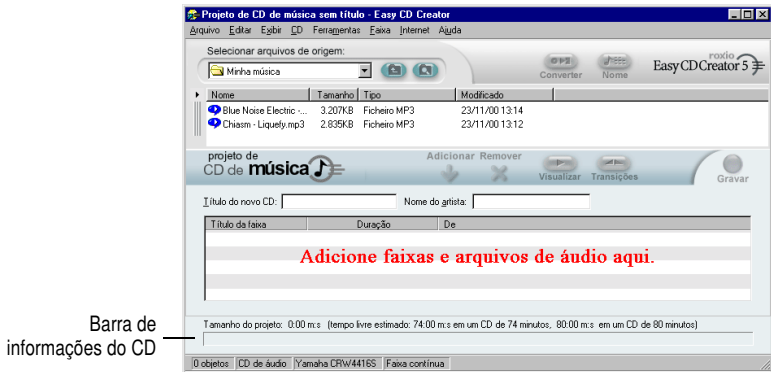 Projeto de CD de música sem título - Easy CD Creator
Arquivo Editar Exibir CD Ferramentas Faixa Internet Ajuda
Selecionar arquivos de origem:
Minha música
Converter Nome
roxio
Easy CD Creator 5
Nome Tamanho Tipo Modificado
Blue Noise Electric -... 3.207KB Ficheiro MP3 23/11/00 13:14
Chiasm - Liquefy.mp3 2.835KB Ficheiro MP3 23/11/00 13:12
projeto de
CD de música
Adicionar Remover
Visualizar Transições
Gravar
Título do novo CD: Nome do artista:
Título da faixa Duração De
Adicione faixas e arquivos de áudio aqui.
Tamanho do projeto: 0:00 m:s (tempo livre estimado: 74:00 m:s em um CD de 74 minutos, 80:00 m:s em um CD de 80 minutos)
Barra de
informações do CD
0 objetos CD de áudio Yamaha CRW4416S Faixa contínua